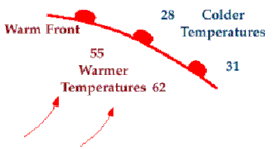 28 Colder
Temperatures
Warm Front
31
55
Warmer
Temperatures 62